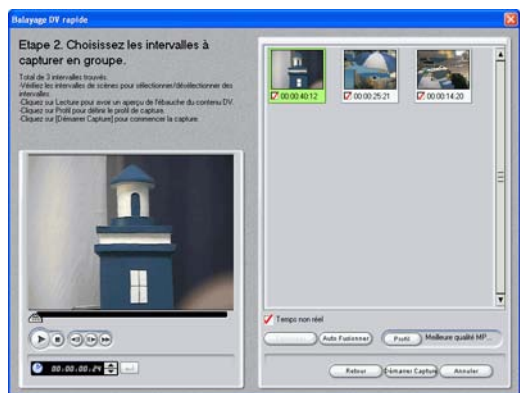 Balayage DV rapide
Etape 2. Choisissez les intervalles à
capturer en groupe.
Total de 3 intervalles trouvés.
-Vérifiez les intervalles de scènes pour sélectionner/désélectionner des
intervalles.
-Cliquez sur Lecture pour avoir un aperçu de l'ébauche du contenu DV.
-Cliquez sur Profil pour définir le profil de capture.
-Cliquez sur [Démarrer Capture] pour commencer la capture.
00:00:40:12
00:00:25:21
00:00:14:20
Temps non réel
Auto Fusionner
Profil
Meilleure qualité MP...
00:00:00:24
Retour
Démarrer Capture
Annuler